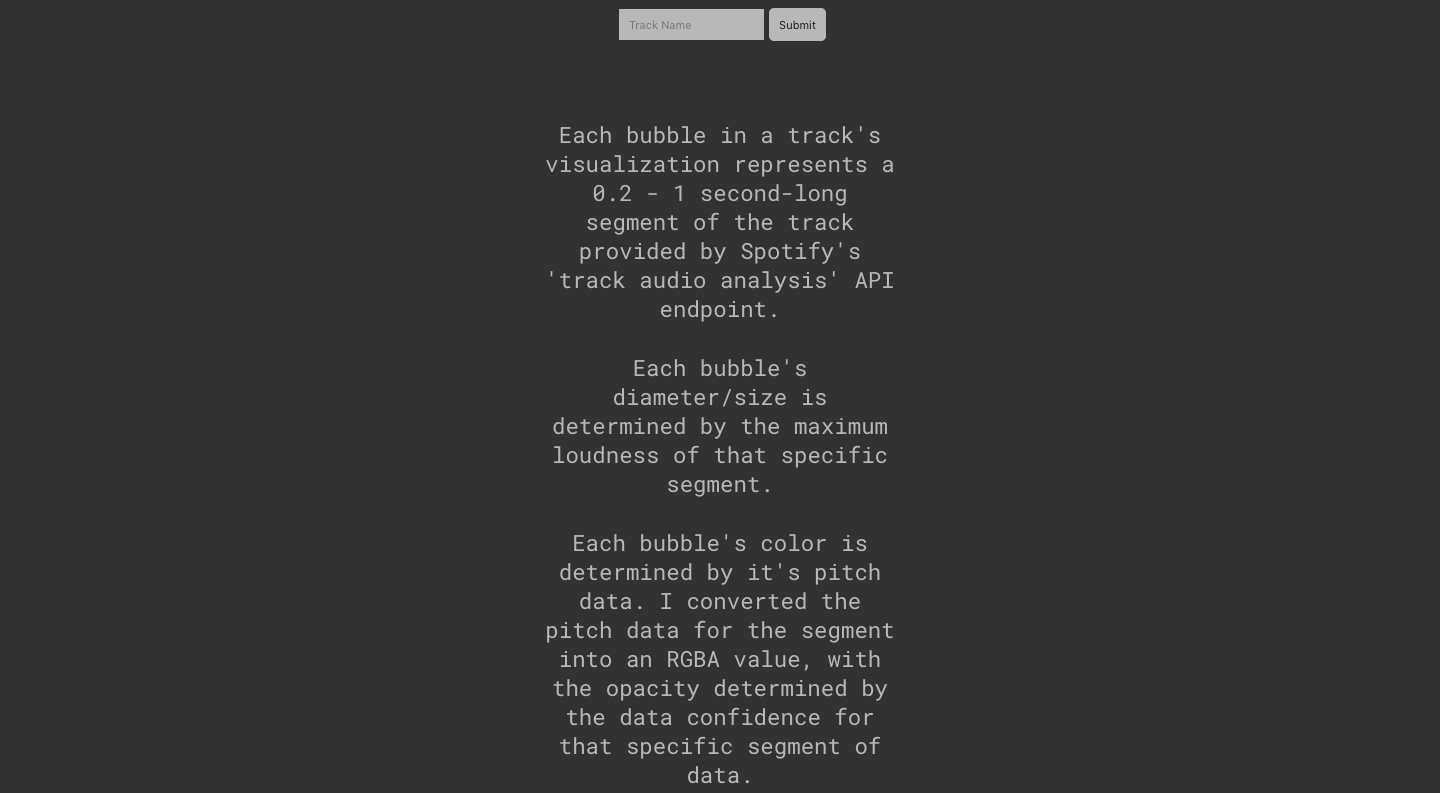 Track Name Submit
Each bubble in a track's
visualization represents a
0.2 - 1 second-long
segment of the track
provided by Spotify's
'track audio analysis' API
endpoint.
Each bubble's
diameter/size is
determined by the maximum
loudness of that specific
segment.
Each bubble's color is
determined by it's pitch
data. I converted the
pitch data for the segment
into an RGBA value, with
the opacity determined by
the data confidence for
that specific segment of
data.